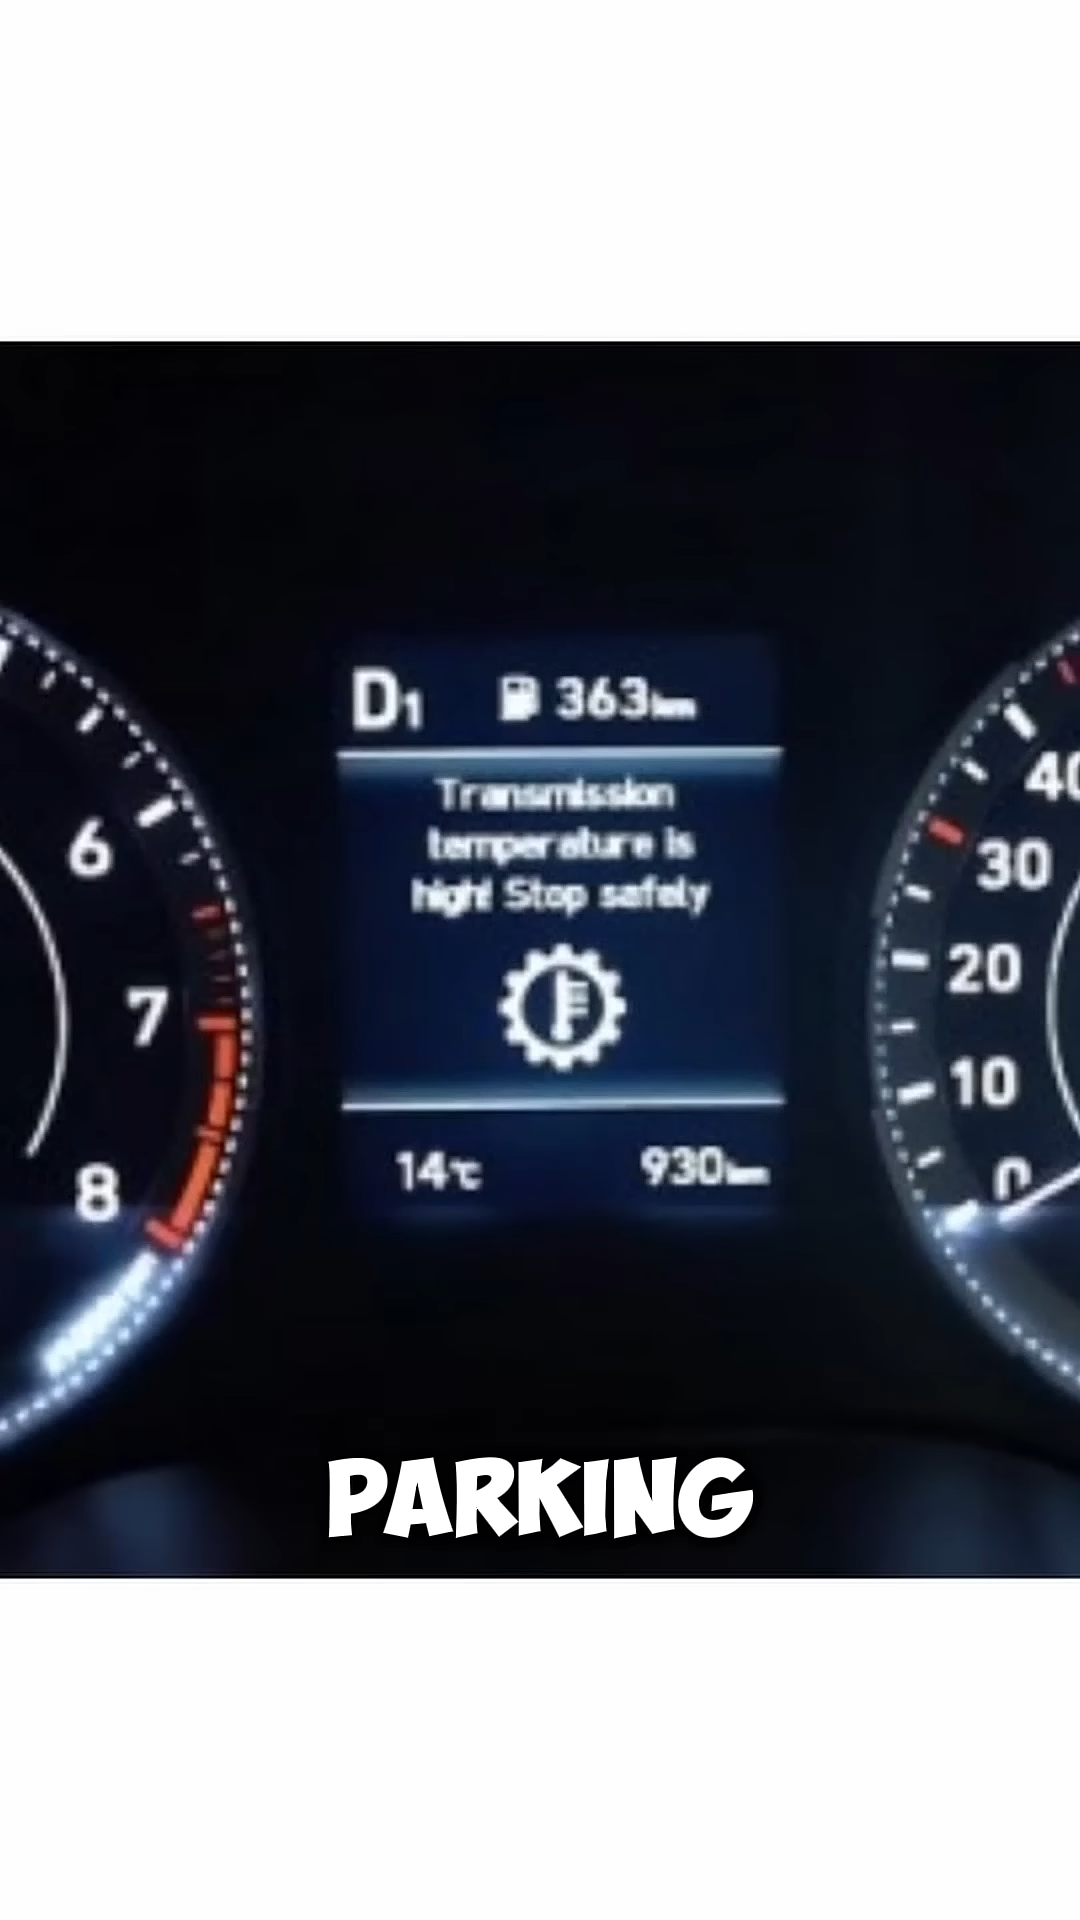 D1 363km
Transmission
temperature is
high! Stop safely
14℃ 930km
6
7
8
40
30
20
10
0
PARKING